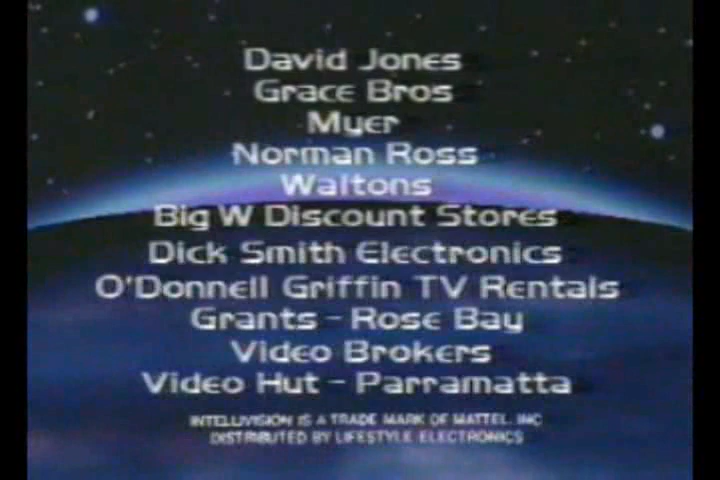 David Jones
Grace Bros
Myer
Norman Ross
Waltons
Big W Discount Stores
Dick Smith Electronics
O'Donnell Griffin TV Rentals
Grants - Rose Bay
Video Brokers
Video Hut - Parramatta
INTELLIVISION IS A TRADE MARK OF MATTEL. INC
DISTRIBUTED BY LIFESTYLE ELECTRONICS